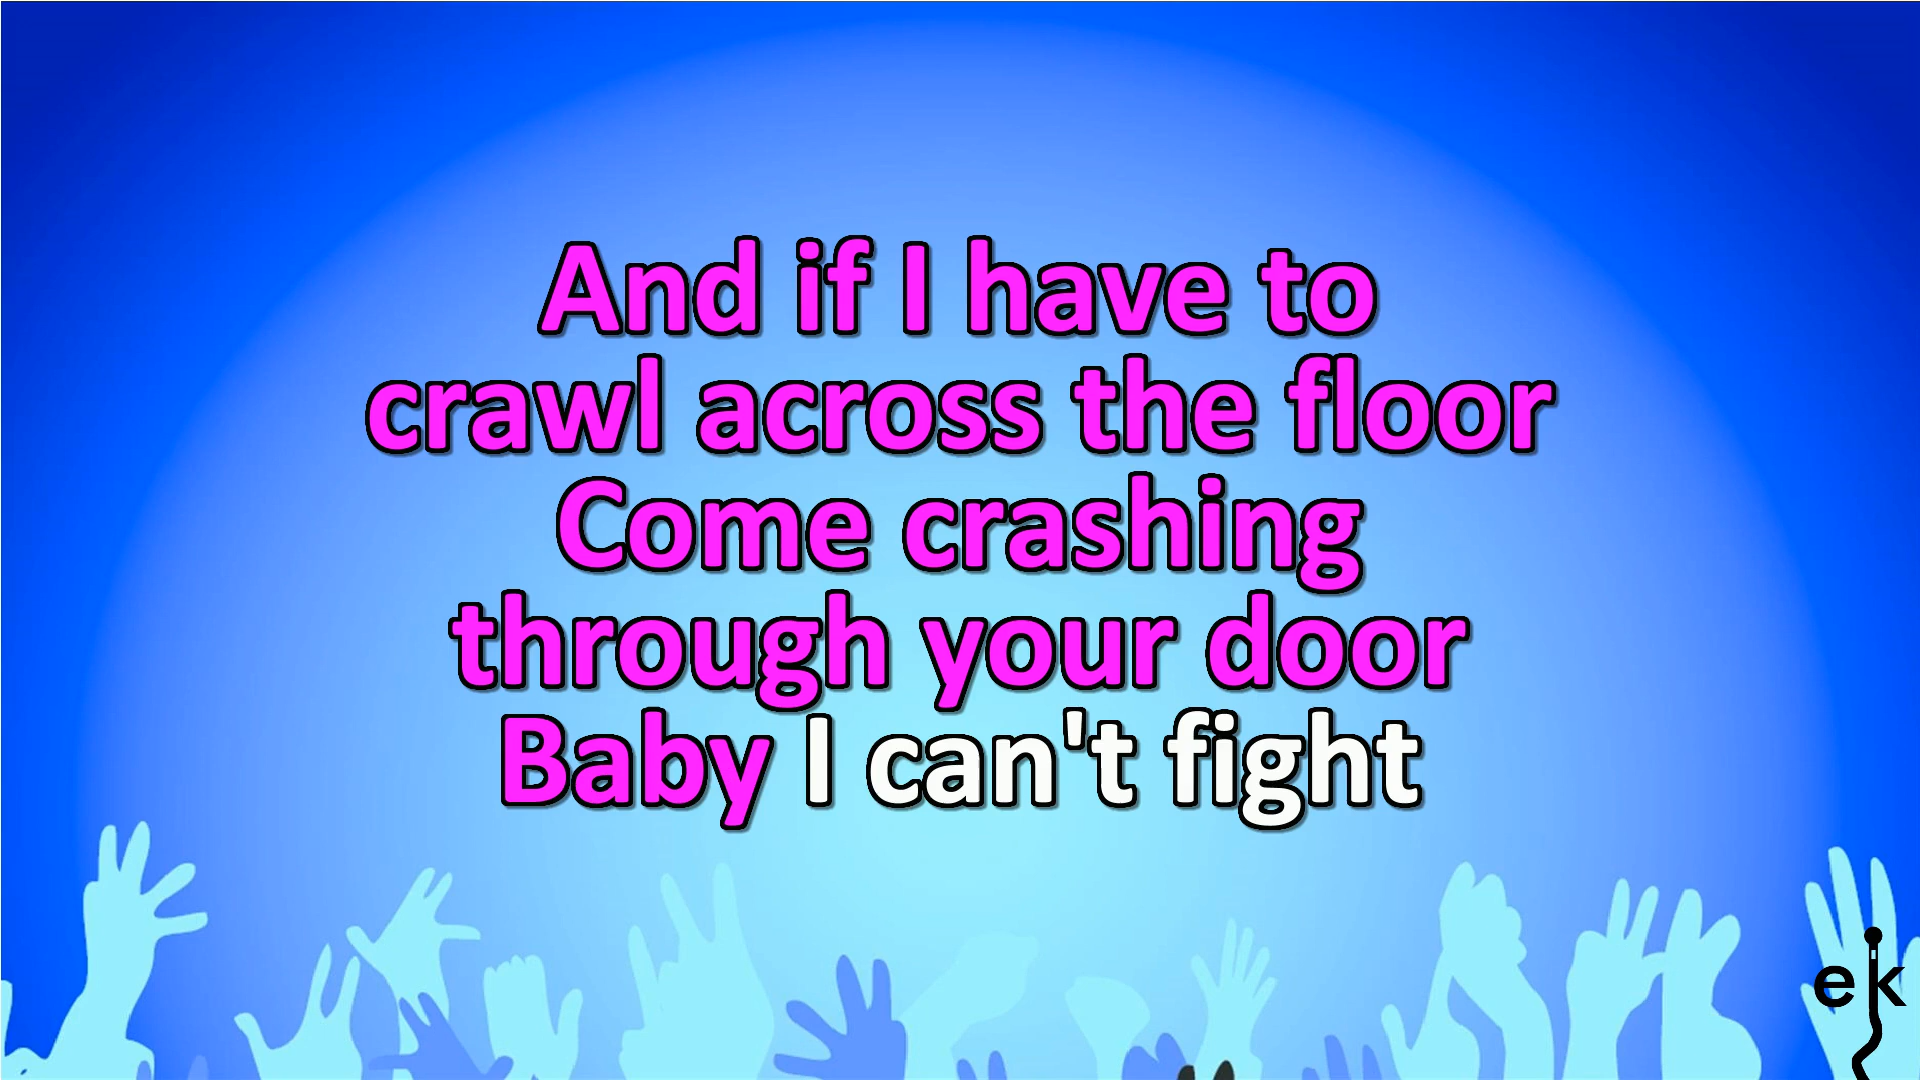 And if I have to
crawl across the floor
Come crashing
through your door
Baby I can't fight
ek